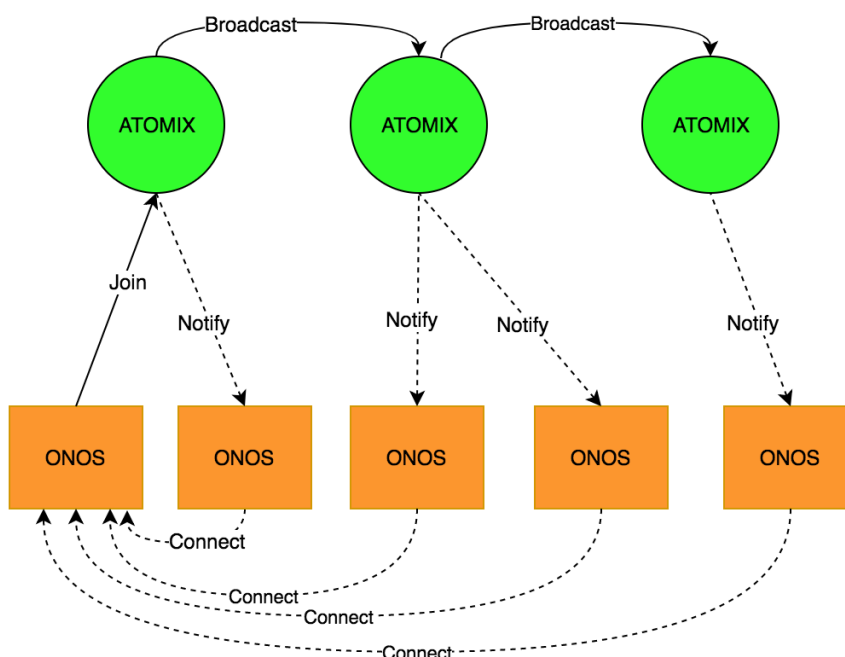 Broadcast
Broadcast
ATOMIX
ATOMIX
ATOMIX
Join
Notify
Notify
Notify
Notify
ONOS
ONOS
ONOS
ONOS
ONOS
Connect
Connect
Connect
Connect